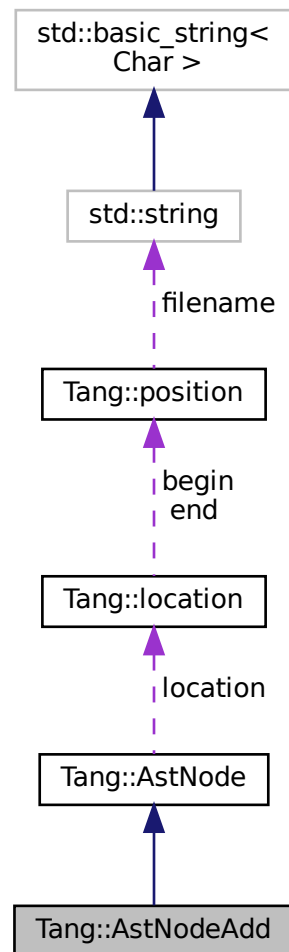 std::basic_string<
Char >
std::string
filename
Tang::position
begin
end
Tang::location
location
Tang::AstNode
Tang::AstNodeAdd